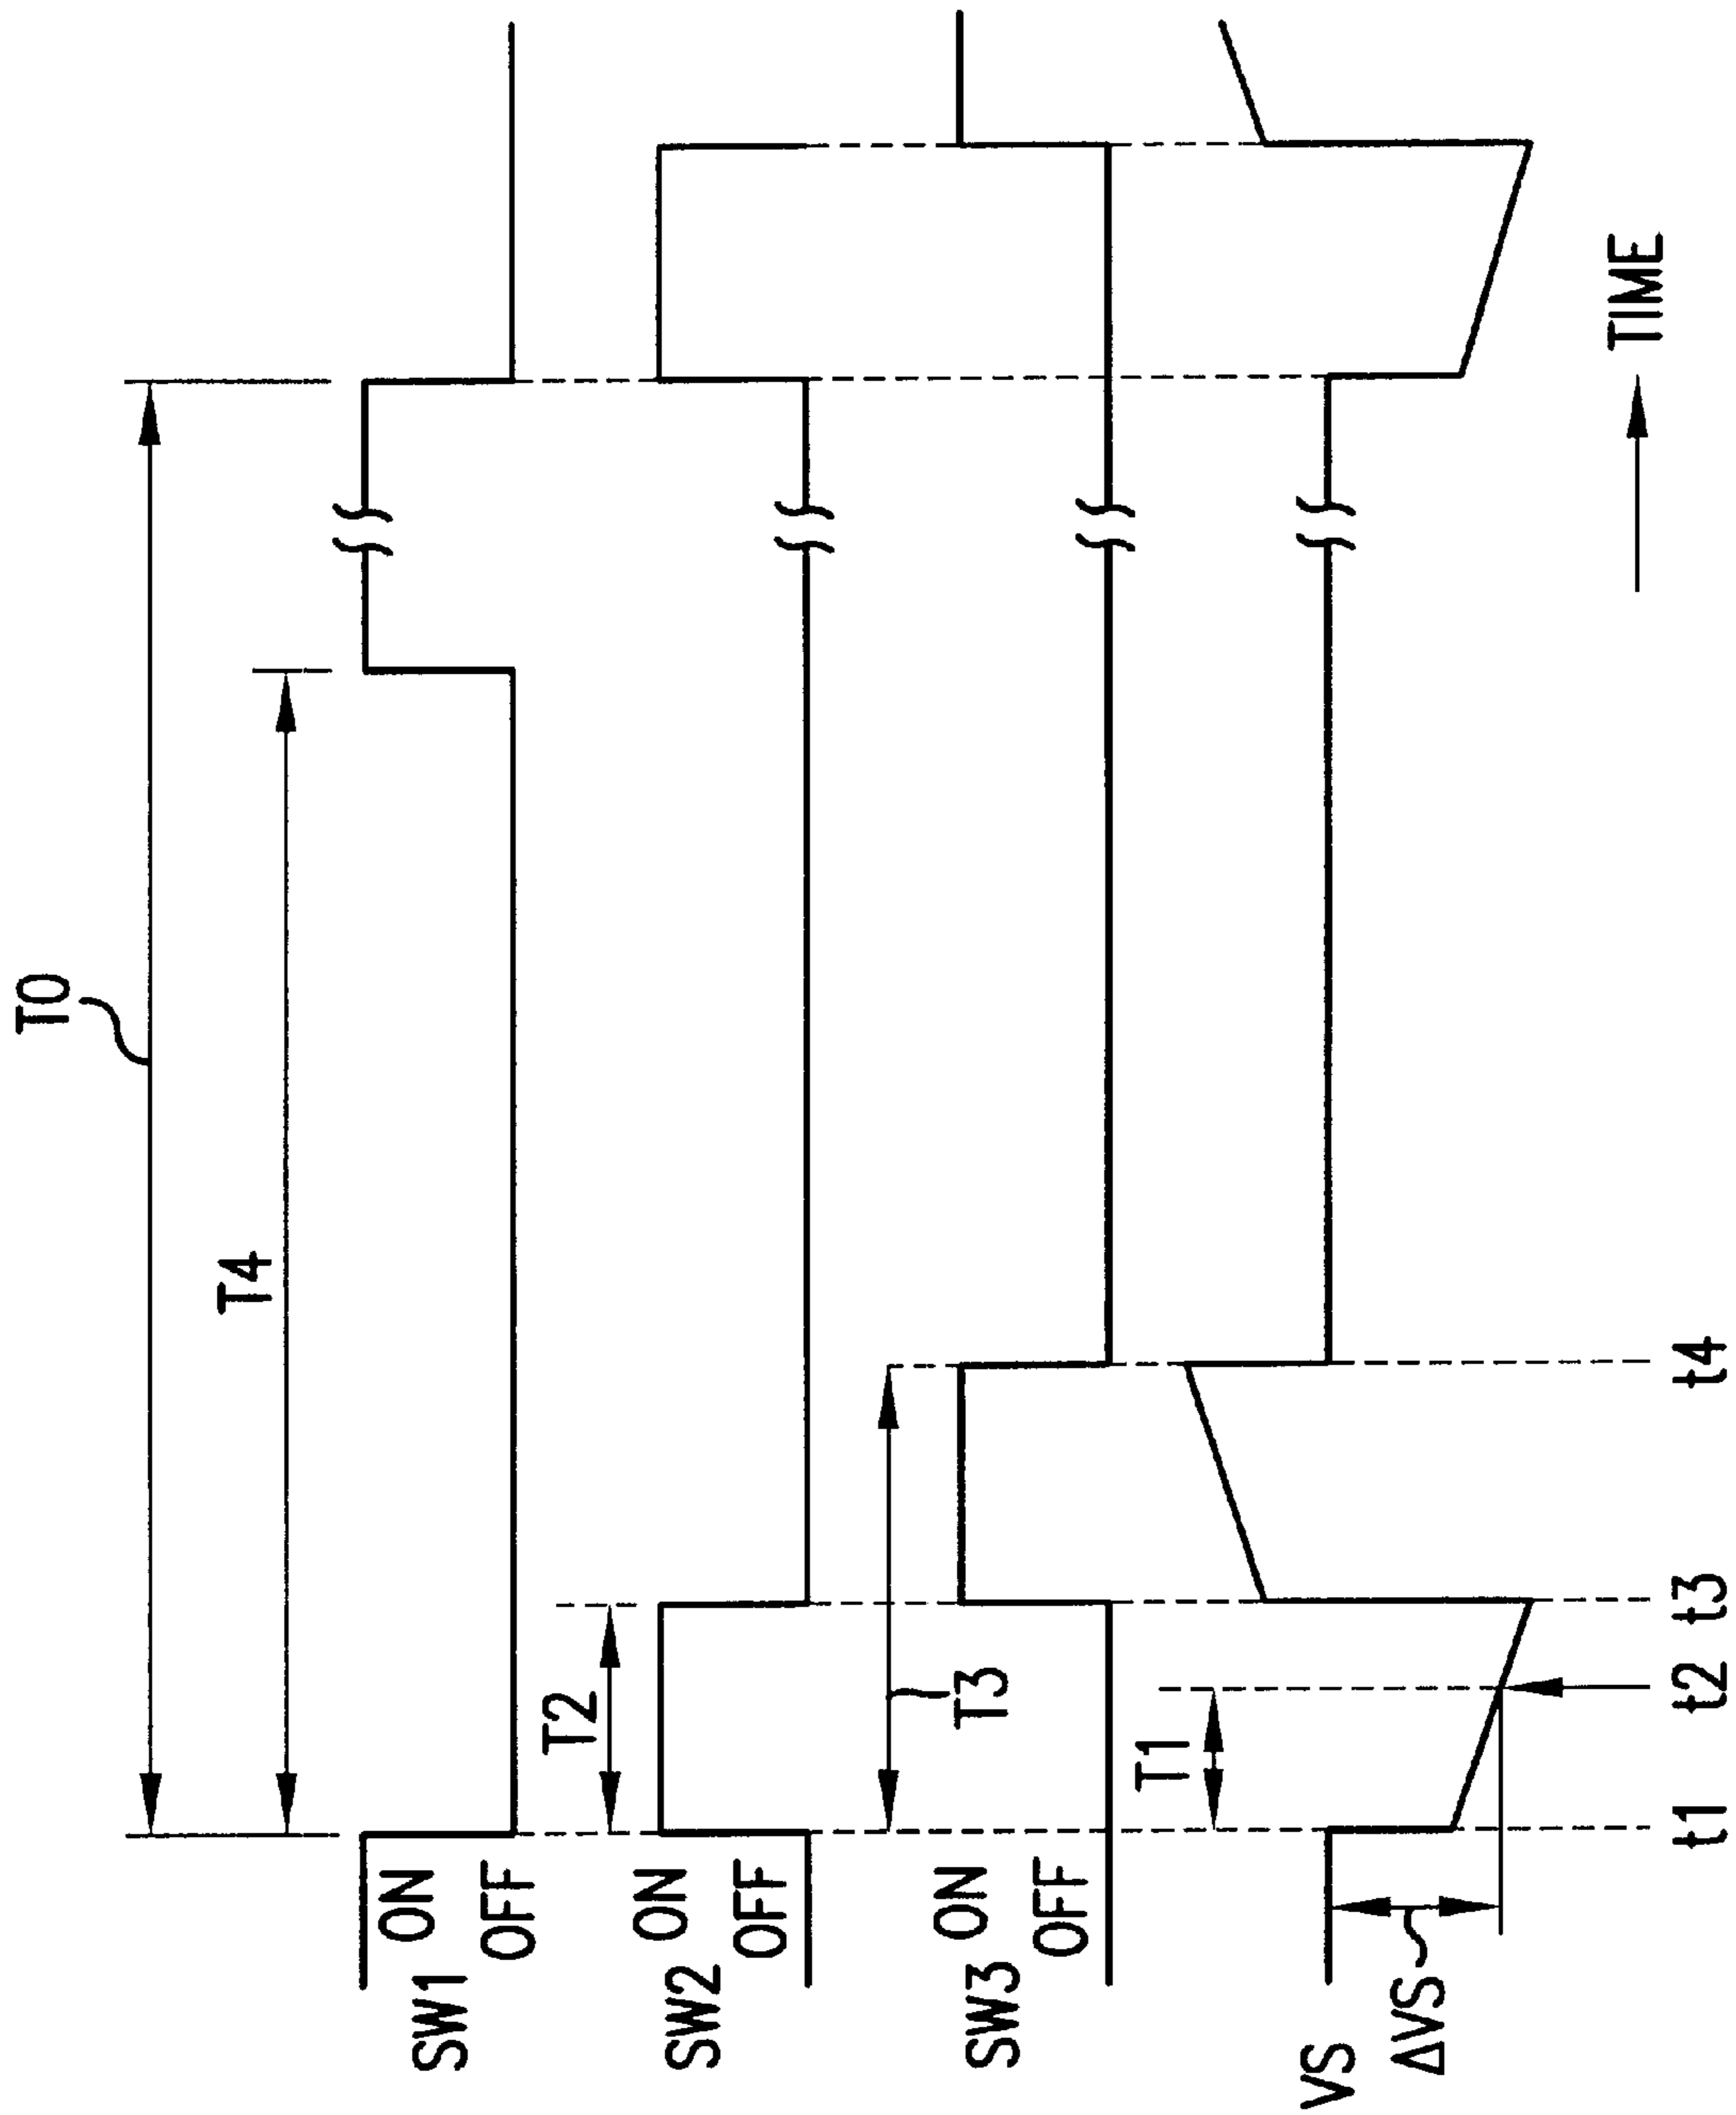 T0
T4
SW1
ON
OFF
T2
SW2
ON
OFF
T3
SW3
ON
OFF
T1
VS
ΔVS
t1 t2 t3 t4
TIME